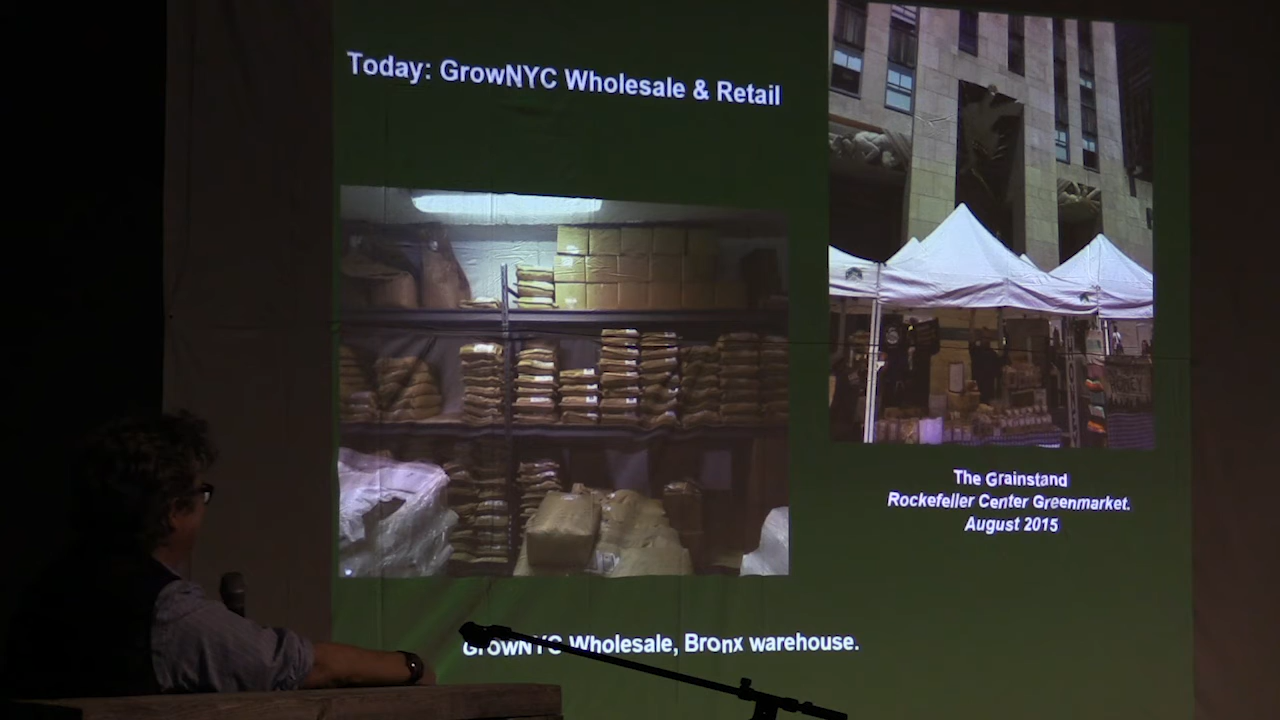 Today: GrowNYC Wholesale & Retail
The Grainstand
Rockefeller Center Greenmarket.
August 2015
GrowNYC Wholesale, Bronx warehouse.